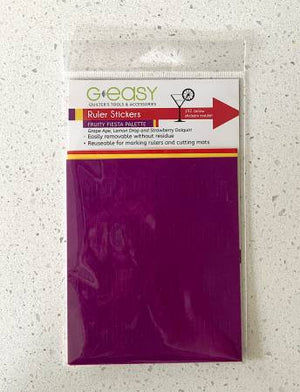 G-easy
QUILTER'S TOOLS & ACCESSORIES
Ruler Stickers
FRUITY FIESTA PALETTE
Grape Ape, Lemon Drop and Strawberry Daiquiri
- Easily removable without residue
- Reuseable for marking rulers and cutting mats